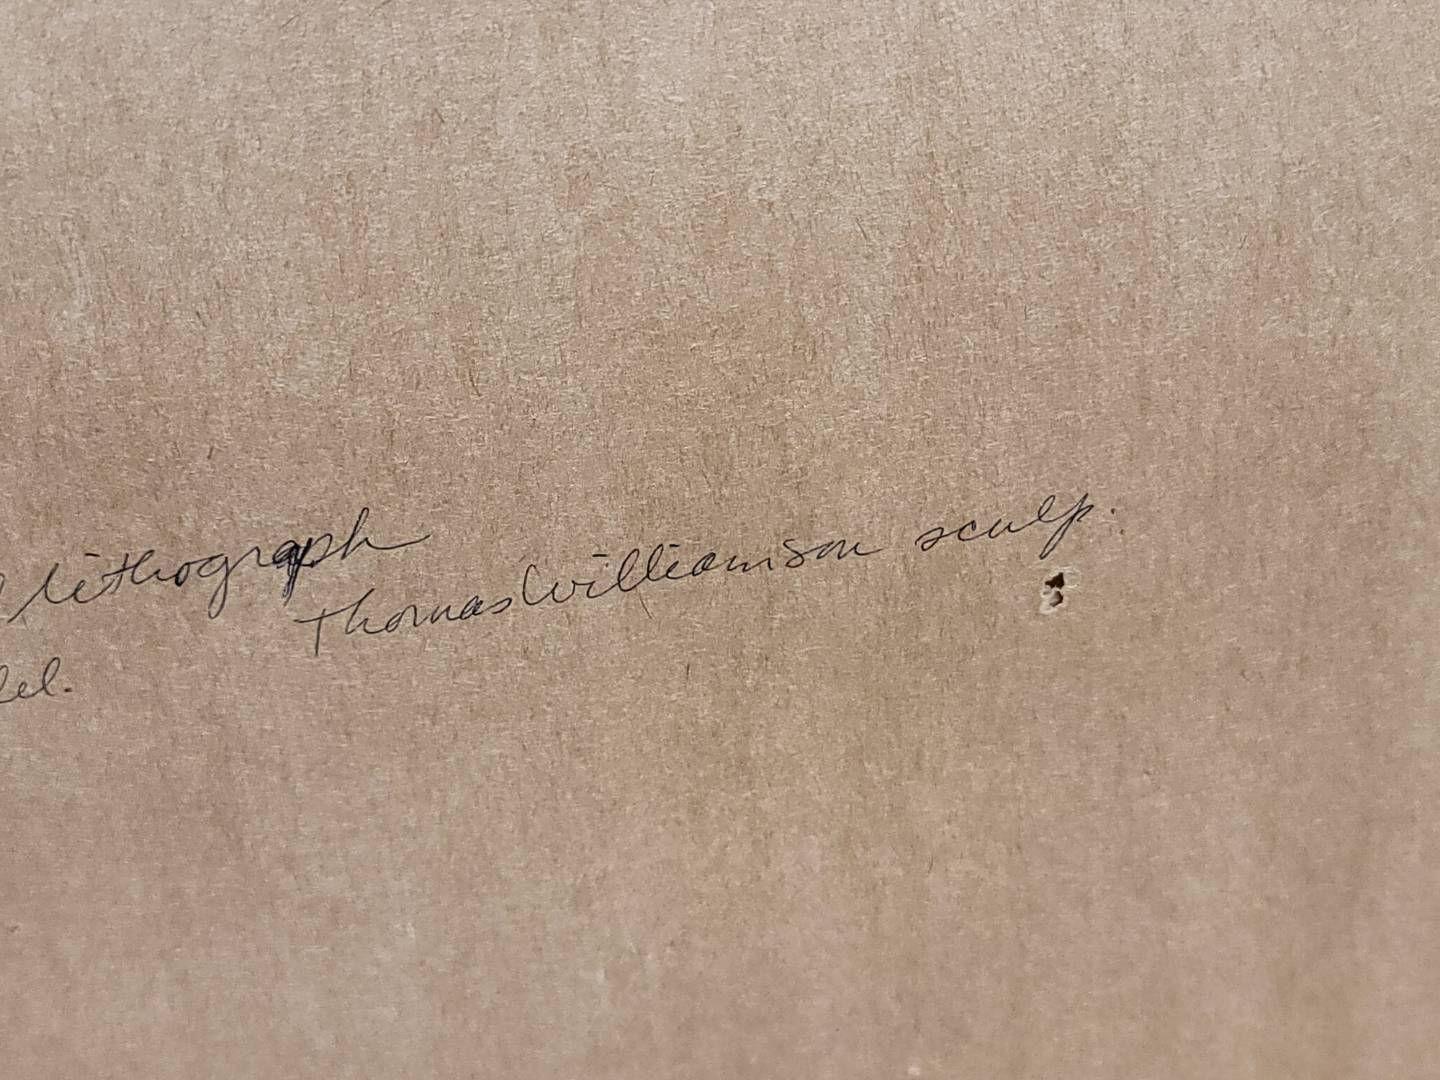 lithograph
Thomas Williamson sculp.
del.